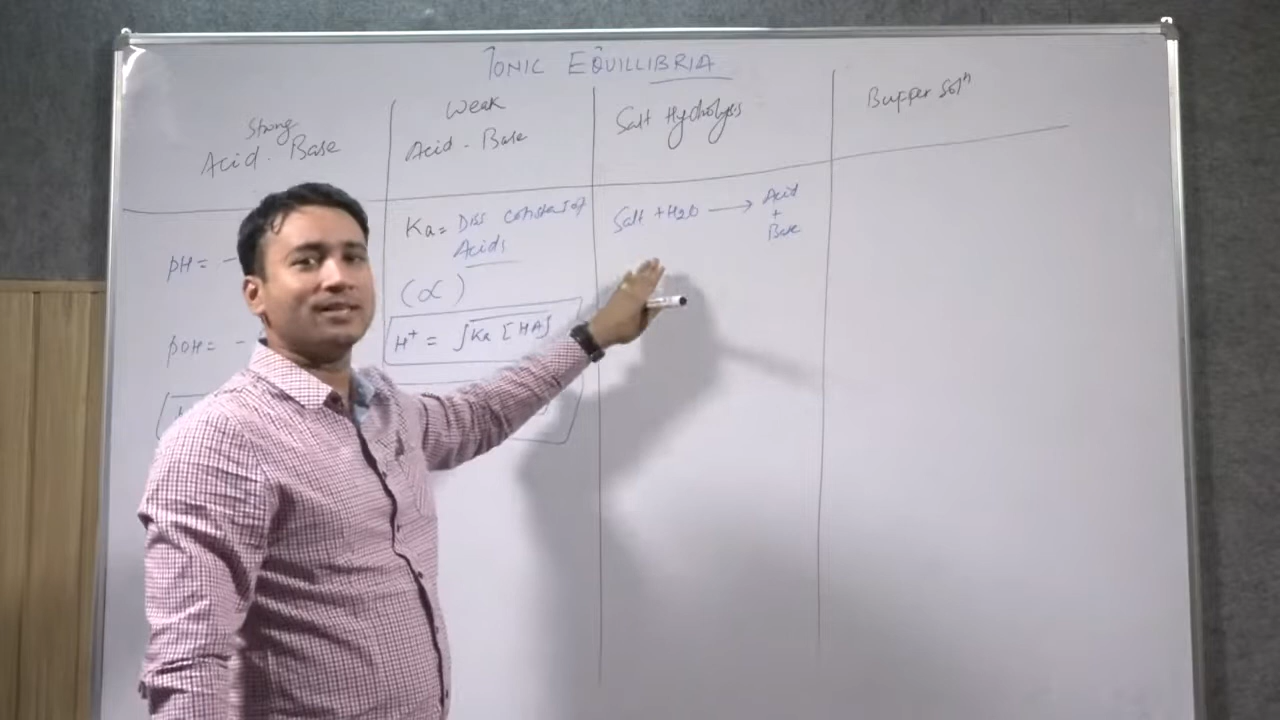 IONIC EQUILLIBRIA
Strong
Acid - Base
Weak
Acid - Base
Salt Hydrolysis
Buffer Solⁿ
pH = -
pOH = -
Ka = Diss constant of
Acids
(α)
H⁺ = √Ka [HA]
Salt + H2O ⟶ Acid
+
Base